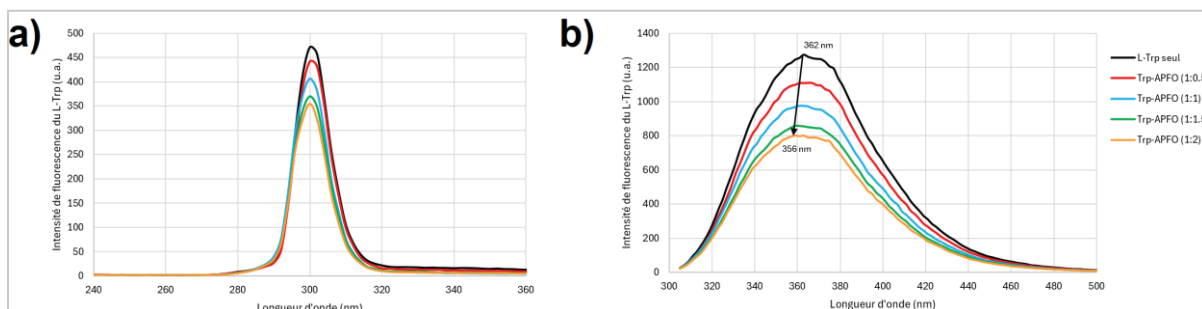 a)
Intensité de fluorescence du L-Trp (u.a.)
500
450
400
350
300
250
200
150
100
50
0
240
260
280
300
320
340
360
Longueur d'onde (nm)
b)
Intensité de fluorescence du L-Trp (u.a.)
1400
1200
1000
800
600
400
200
0
362 nm
356 nm
300
320
340
360
380
400
420
440
460
480
500
Longueur d'onde (nm)
L-Trp seul
Trp-APFO (1:0.5
Trp-APFO (1:1)
Trp-APFO (1:1.5
Trp-APFO (1:2)